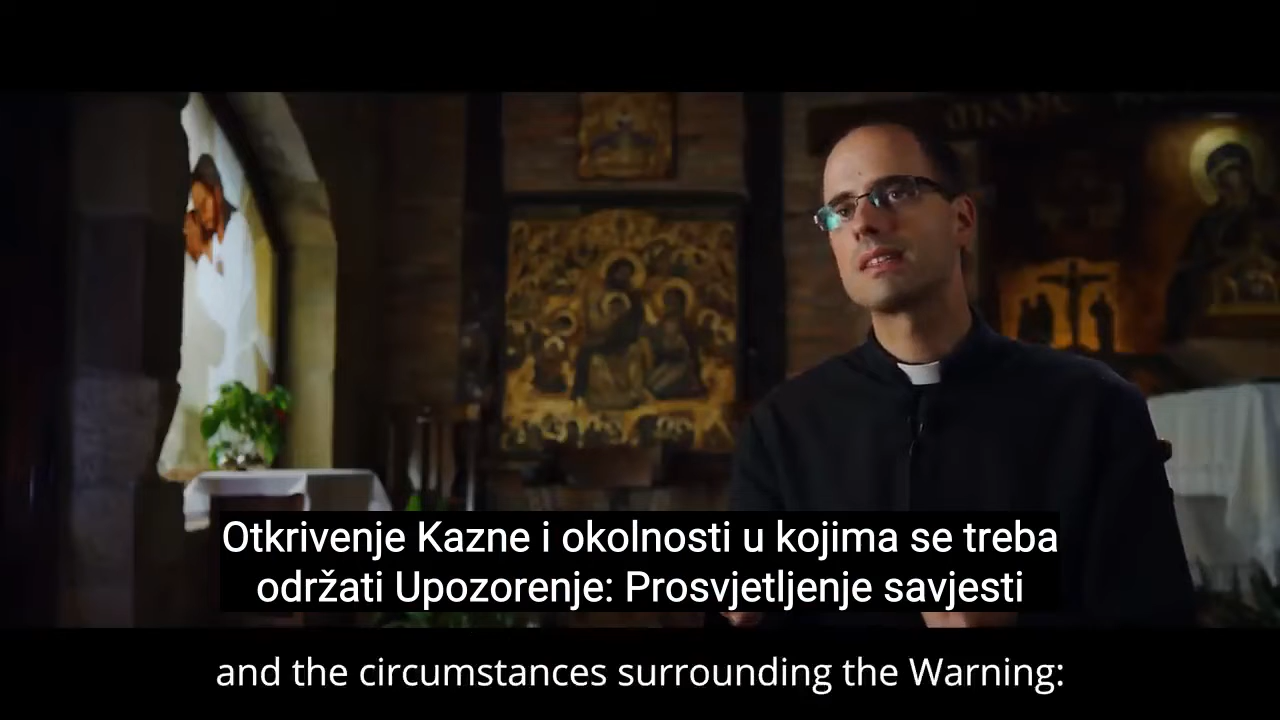 Otkrivenje Kazne i okolnosti u kojima se treba
održati Upozorenje: Prosvjetljenje savjesti
and the circumstances surrounding the Warning: